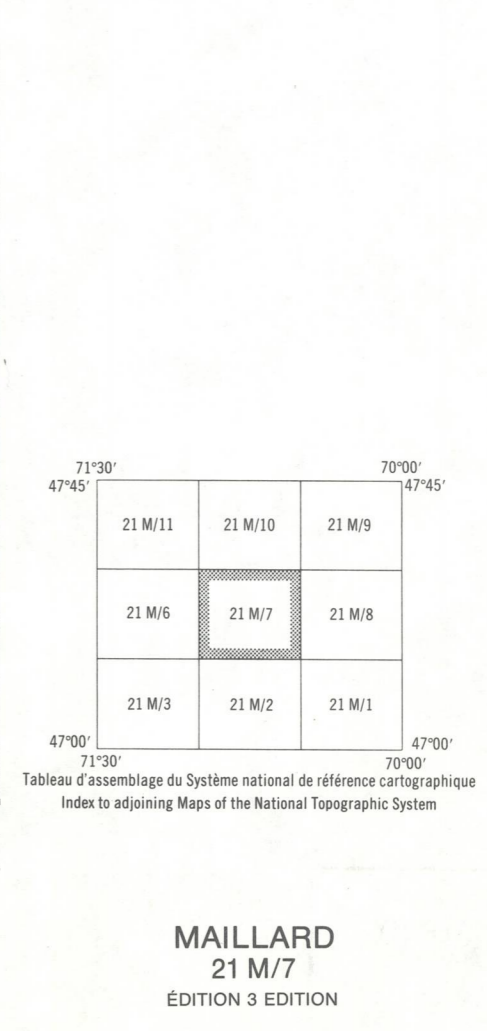 71°30′ 70°00′
47°45′ 47°45′
21 M/11 21 M/10 21 M/9
21 M/6 21 M/7 21 M/8
21 M/3 21 M/2 21 M/1
47°00′ 47°00′
71°30′ 70°00′
Tableau d'assemblage du Système national de référence cartographique
Index to adjoining Maps of the National Topographic System
MAILLARD
21 M/7
ÉDITION 3 EDITION